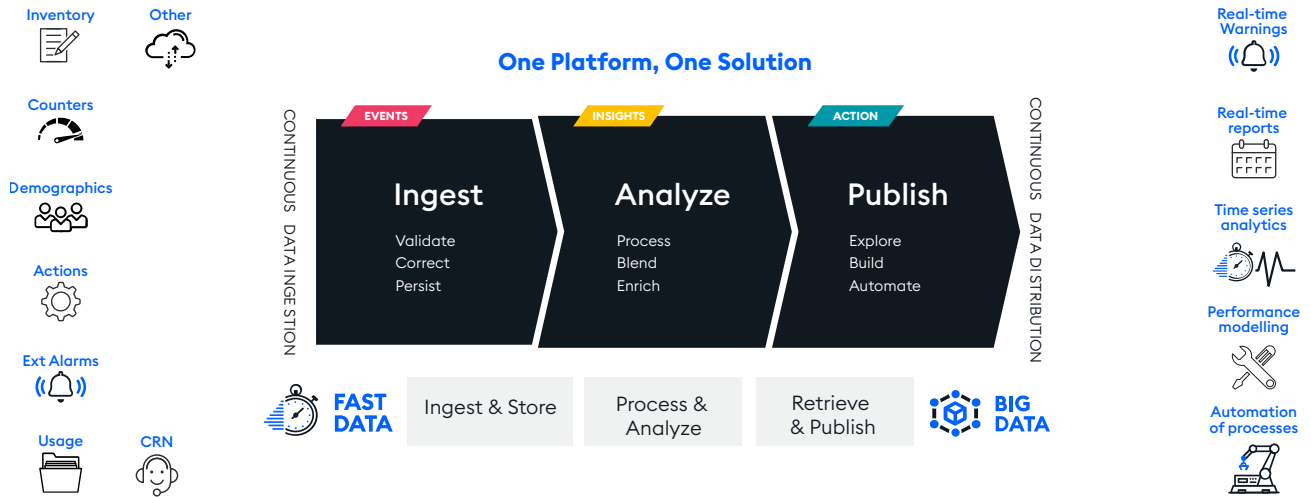 Inventory
Other
Counters
Demographics
Actions
Ext Alarms
Usage
CRN
One Platform, One Solution
CONTINUOUS DATA INGESTION
EVENTS
Ingest
Validate
Correct
Persist
INSIGHTS
Analyze
Process
Blend
Enrich
ACTION
Publish
Explore
Build
Automate
CONTINUOUS DATA DISTRIBUTION
FAST
DATA
Ingest & Store
Process &
Analyze
Retrieve
& Publish
BIG
DATA
Real-time
Warnings
Real-time
reports
Time series
analytics
Performance
modelling
Automation
of processes